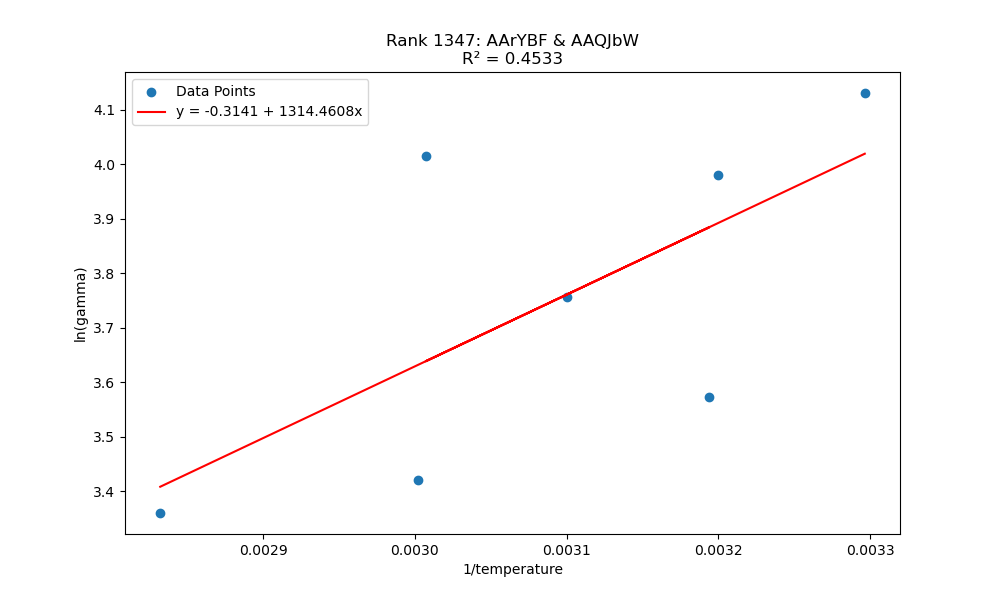 Rank 1347: AArYBF & AAQJbW
R² = 0.4533
Data Points
y = -0.3141 + 1314.4608x
4.1
4.0
3.9
3.8
3.7
3.6
3.5
3.4
ln(gamma)
0.0029 0.0030 0.0031 0.0032 0.0033
1/temperature